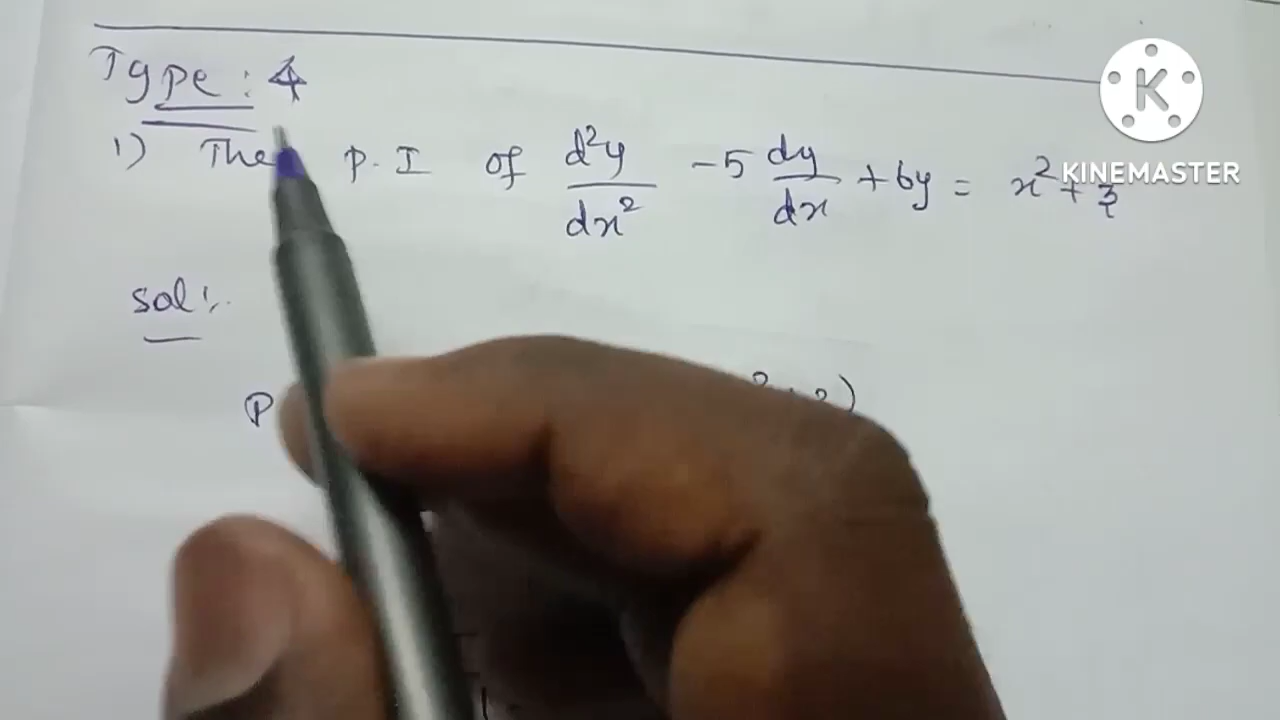 Type: 4
1) The P.I of d²y/dx² - 5 dy/dx + 6y = x² + 3
K
KINEMASTER
Sol:
P
)